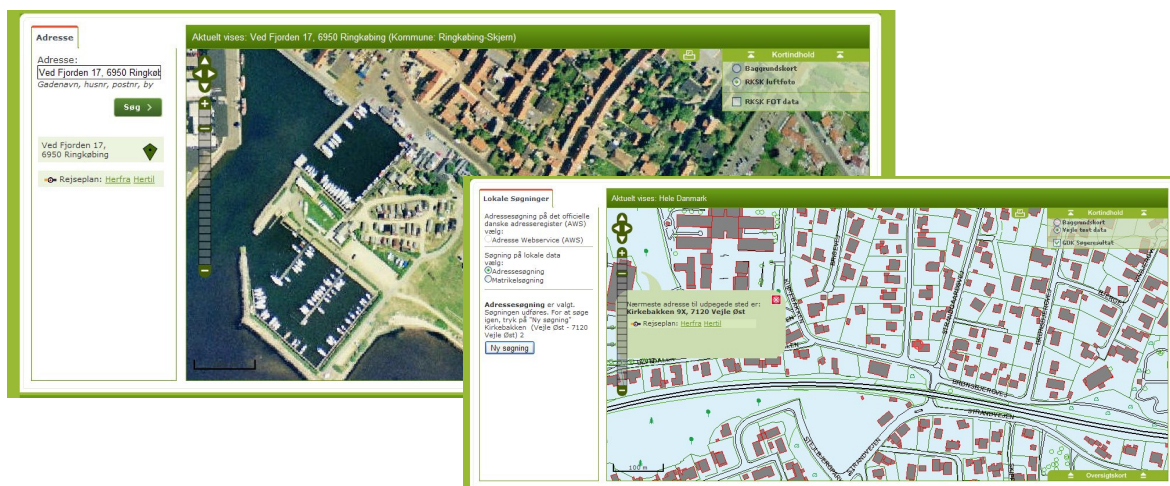 Adresse
Adresse:
Ved Fjorden 17, 6950 Ringkøb
Gadenavn, husnr, postnr, by
Søg >
Ved Fjorden 17,
6950 Ringkøbing
Rejseplan: Herfra Hertil
Aktuelt vises: Ved Fjorden 17, 6950 Ringkøbing (Kommune: Ringkøbing-Skjern)
Kortindhold
Baggrundskort
RKSK luftfoto
RKSK FOT data
Lokale Søgninger
Adressesøgning på det officielle
danske adresseregister (AWS)
vælg:
Adresse Webservice (AWS)
Søgning på lokale data
vælg:
Adressesøgning
Matrikelsøgning
Adressesøgning er valgt.
Søgningen udføres. For at søge
igen, tryk på "Ny søgning"
Kirkebakken (Vejle Øst - 7120
Vejle Øst) 2
Ny søgning
Aktuelt vises: Hele Danmark
Kortindhold
Baggrundskort
Vejle test data
GDK Søgeresultat
Nærmeste adresse til udpegede sted er:
Kirkebakken 9X, 7120 Vejle Øst
Rejseplan: Herfra Hertil
BRØNSBJERGVEJ
STRANDVEJEN
STRANDVEJEN
100 m
Oversigtskort